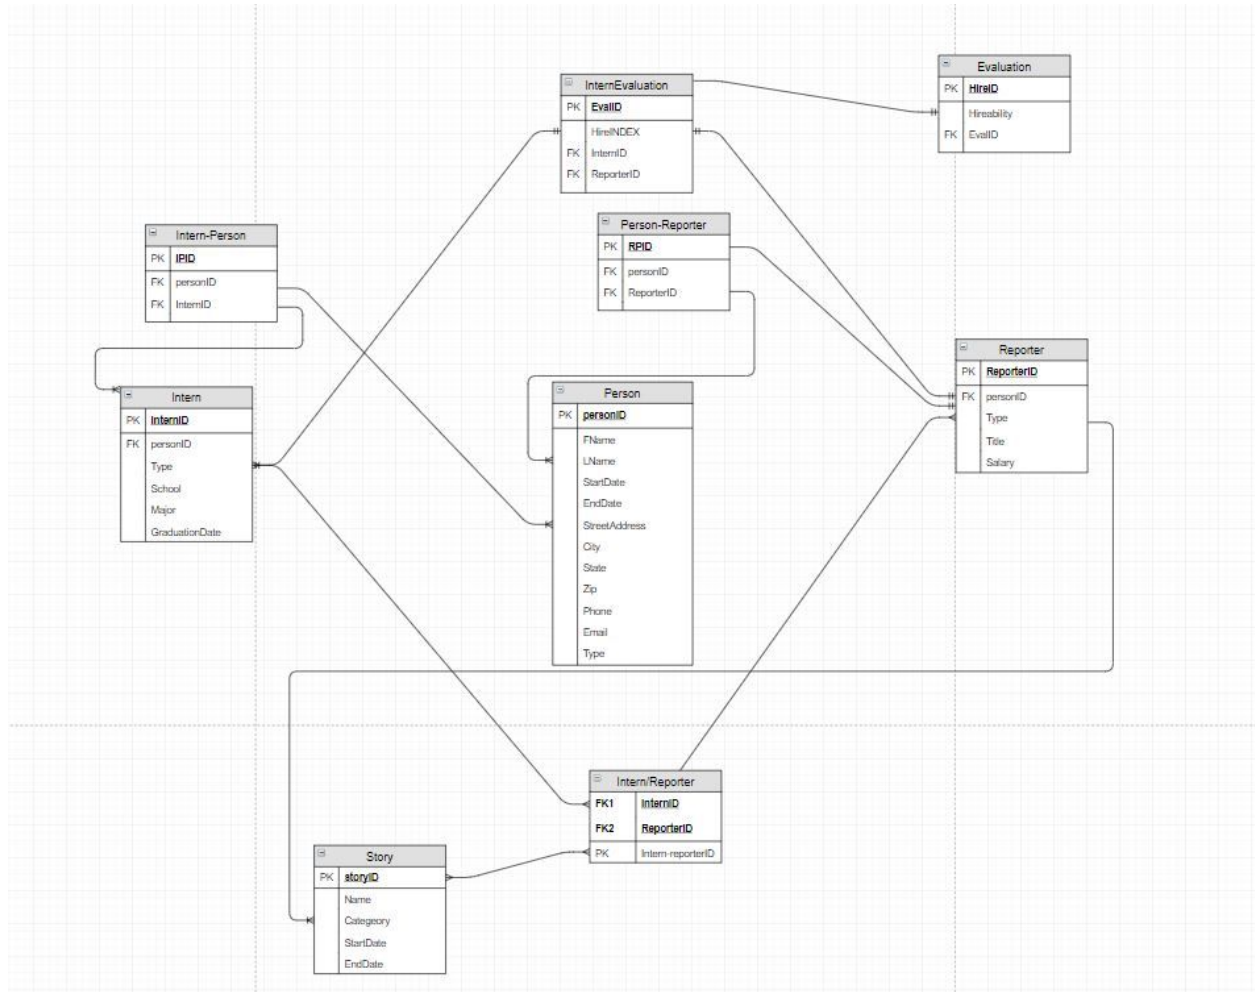 InternEvaluation
PK EvalID
HireINDEX
FK InternID
FK ReporterID
Evaluation
PK HireID
Hireability
FK EvalID
Intern-Person
PK IPID
FK personID
FK InternID
Person-Reporter
PK RPID
FK personID
FK ReporterID
Reporter
PK ReporterID
FK personID
Type
Title
Salary
Intern
PK InternID
FK personID
Type
School
Major
GraduationDate
Person
PK personID
FName
LName
StartDate
EndDate
StreetAddress
City
State
Zip
Phone
Email
Type
Intern/Reporter
FK1 InternID
FK2 ReporterID
PK Intern-reporterID
Story
PK storyID
Name
Categeory
StartDate
EndDate